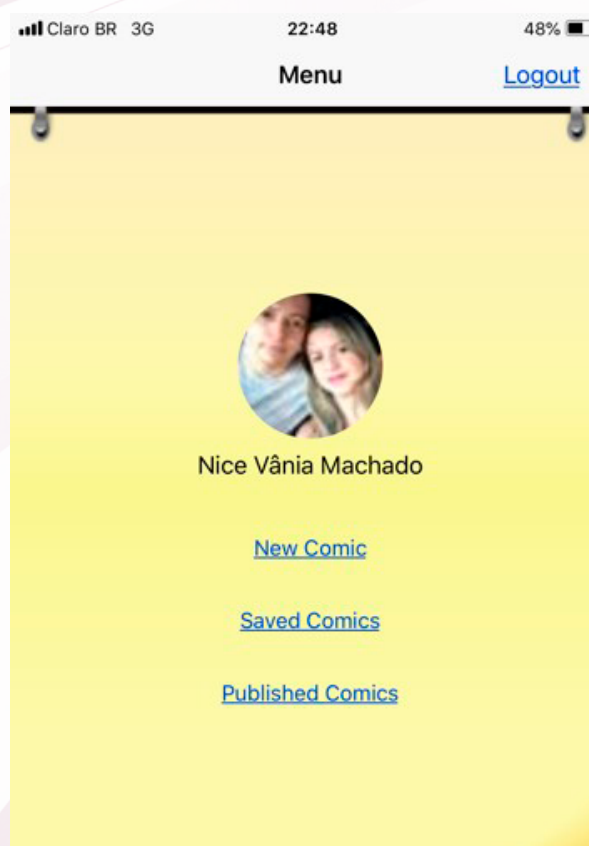 Claro BR 3G 22:48 48%
Menu Logout
Nice Vânia Machado
New Comic
Saved Comics
Published Comics